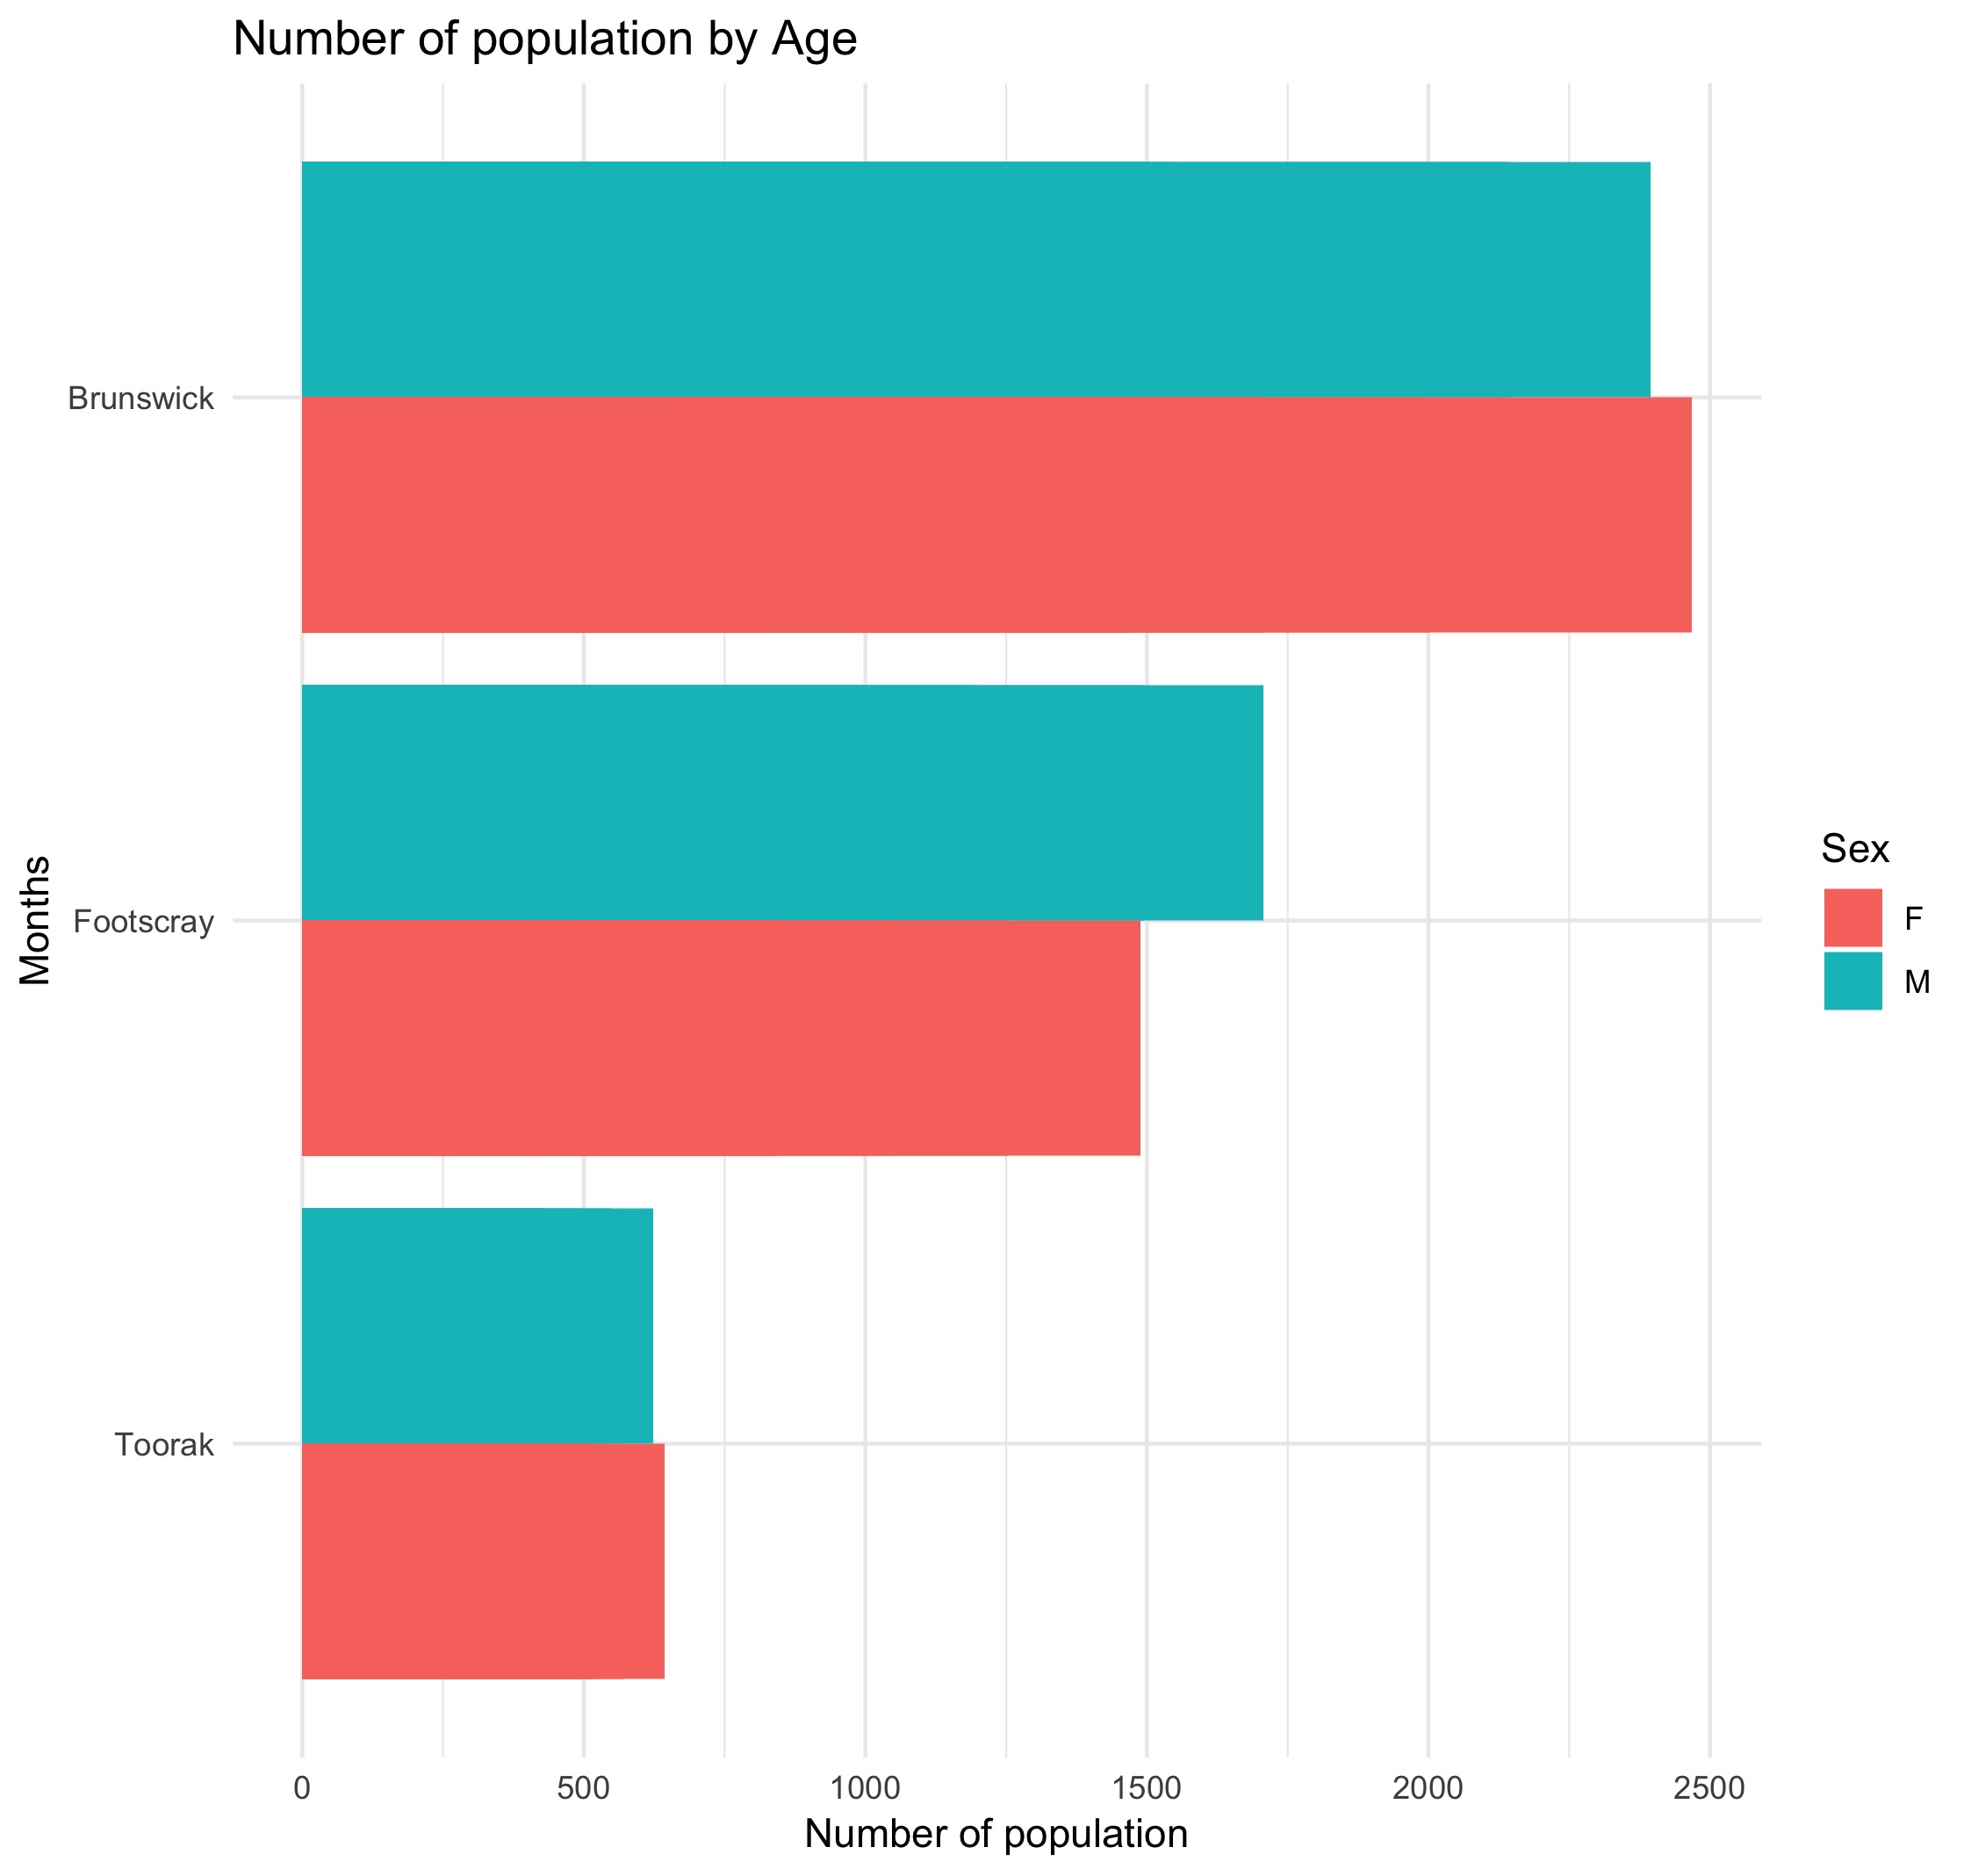 Number of population by Age
Brunswick
Footscray
Toorak
Months
0 500 1000 1500 2000 2500
Number of population
Sex
F
M